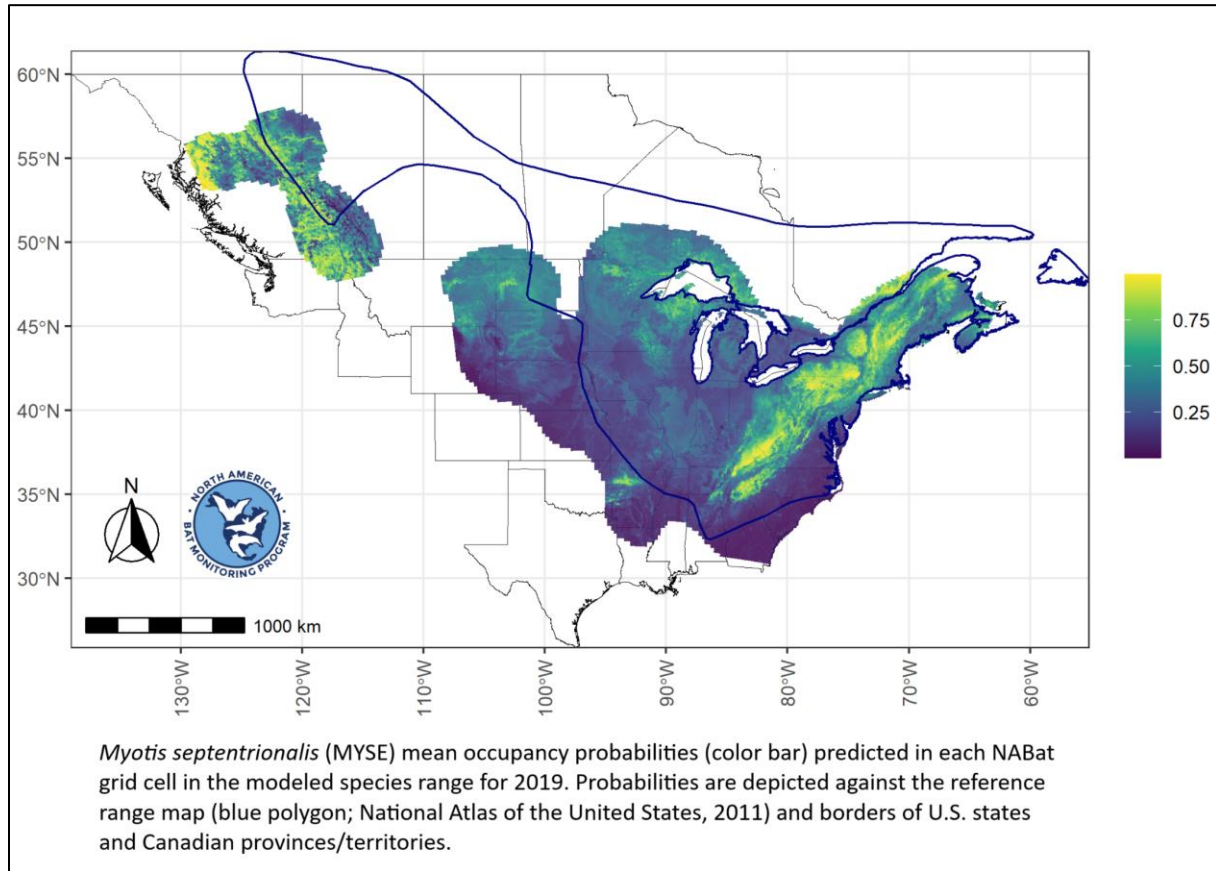 60°N
55°N
50°N
45°N
40°N
35°N
30°N
0.75
0.50
0.25
N
NORTH AMERICAN
BAT MONITORING PROGRAM
1000 km
130°W
120°W
110°W
100°W
90°W
80°W
70°W
60°W
Myotis septentrionalis (MYSE) mean occupancy probabilities (color bar) predicted in each NABat
grid cell in the modeled species range for 2019. Probabilities are depicted against the reference
range map (blue polygon; National Atlas of the United States, 2011) and borders of U.S. states
and Canadian provinces/territories.